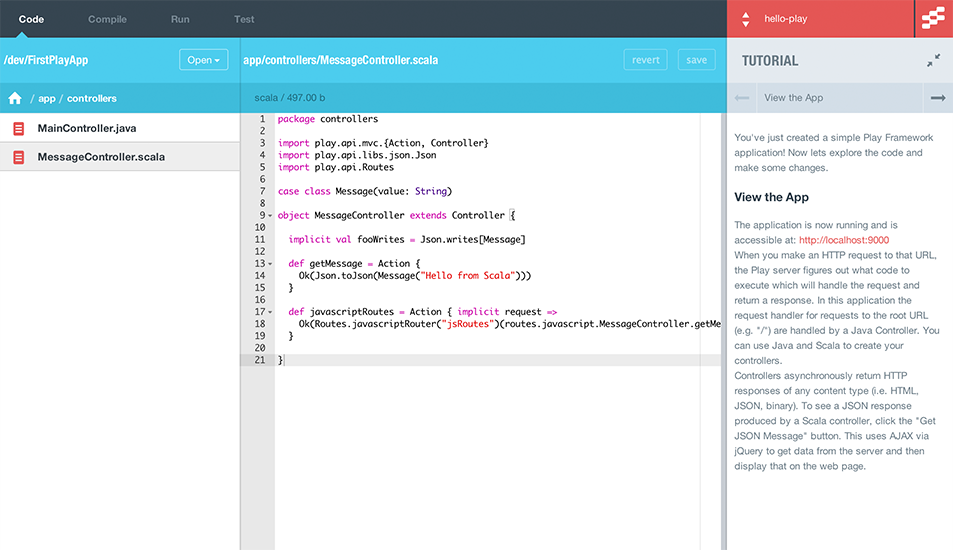 Code Compile Run Test
hello-play
/dev/FirstPlayApp
Open
app/controllers/MessageController.scala
revert save
/ app / controllers
scala / 497.00 b
MainController.java
MessageController.scala
1 package controllers
2
3 import play.api.mvc.{Action, Controller}
4 import play.api.libs.json.Json
5 import play.api.Routes
6
7 case class Message(value: String)
8
9 object MessageController extends Controller {
10
11 implicit val fooWrites = Json.writes[Message]
12
13 def getMessage = Action {
14 Ok(Json.toJson(Message("Hello from Scala")))
15 }
16
17 def javascriptRoutes = Action { implicit request =>
18 Ok(Routes.javascriptRouter("jsRoutes")(routes.javascript.MessageController.getMe
19 }
20
21 }
TUTORIAL
View the App
You've just created a simple Play Framework
application! Now lets explore the code and
make some changes.
View the App
The application is now running and is
accessible at: http://localhost:9000
When you make an HTTP request to that URL,
the Play server figures out what code to
execute which will handle the request and
return a response. In this application the
request handler for requests to the root URL
(e.g. "/") are handled by a Java Controller. You
can use Java and Scala to create your
controllers.
Controllers asynchronously return HTTP
responses of any content type (i.e. HTML,
JSON, binary). To see a JSON response
produced by a Scala controller, click the "Get
JSON Message" button. This uses AJAX via
jQuery to get data from the server and then
display that on the web page.